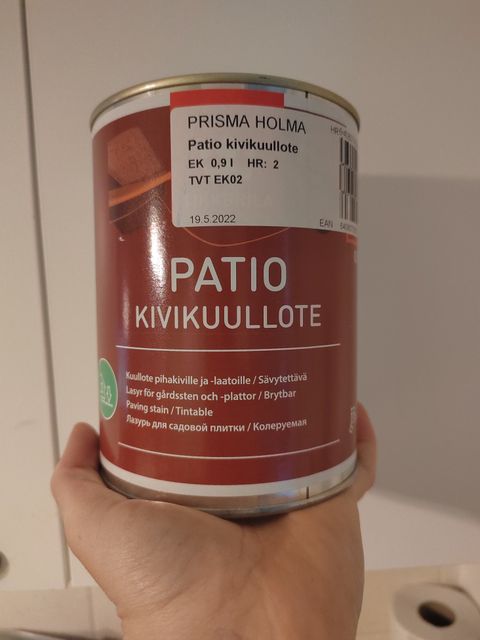 PRISMA HOLMA
Patio kivikuullote
EK 0,9 l HR: 2
TVT EK02
19.5.2022
EAN
PATIO
KIVIKUULLOTE
Kuullote pihakiville ja -laatoille / Sävytettävä
Lasyr för gårdssten och -plattor / Brytbar
Paving stain / Tintable
Лазурь для садовой плитки / Колеруемая